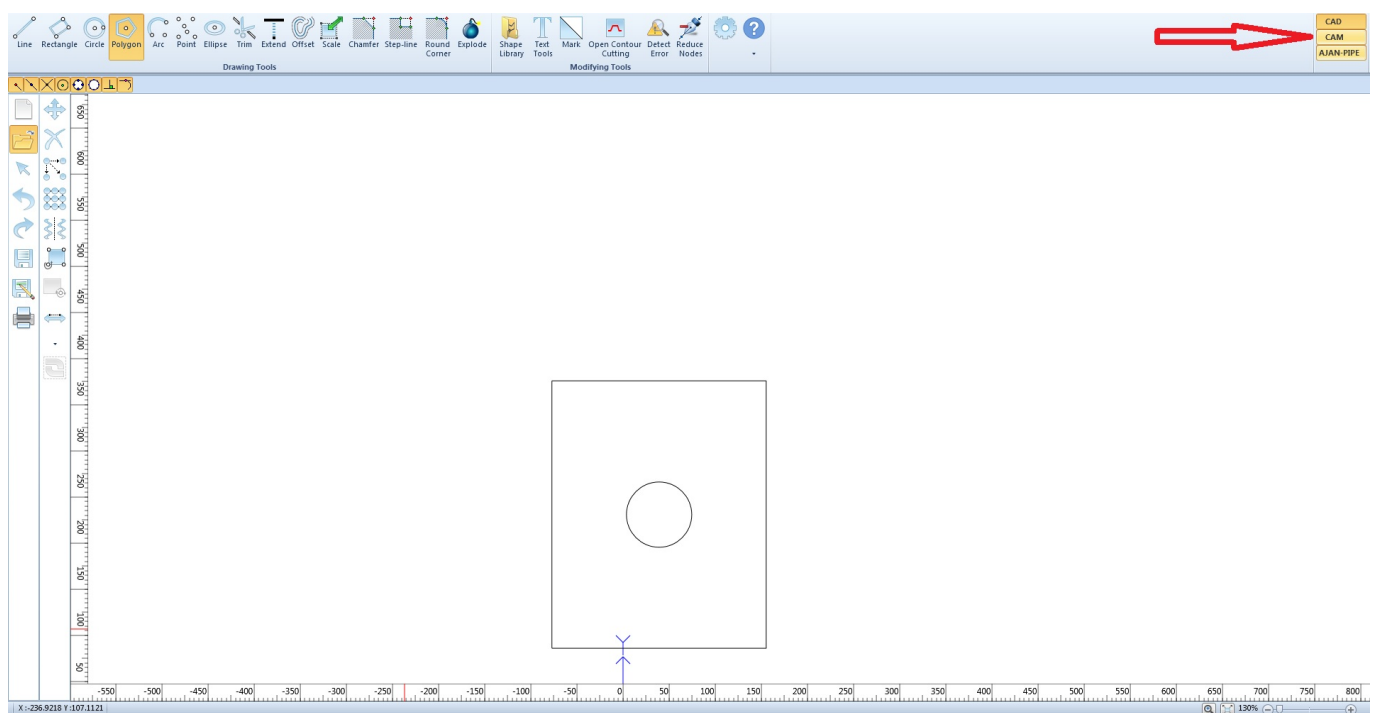 Line Rectangle Circle Polygon Arc Point Ellipse Trim Extend Offset Scale Chamfer Step-line Round Corner Explode Shape Library Text Tools Mark Open Contour Cutting Detect Error Reduce Nodes
Drawing Tools Modifying Tools
CAD
CAM
AJAN-PIPE
650
600
550
500
450
400
350
300
250
200
150
100
50
Y
-550 -500 -450 -400 -350 -300 -250 -200 -150 -100 -50 0 50 100 150 200 250 300 350 400 450 500 550 600 650 700 750 800
X :-236.9218 Y :107.1121 130%